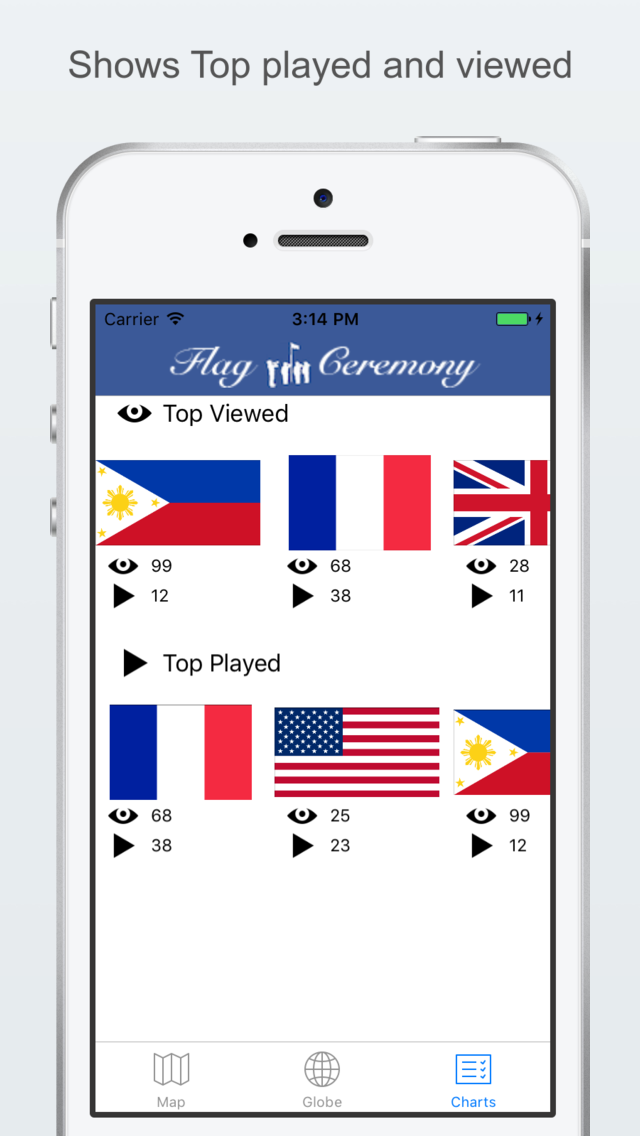 Shows Top played and viewed
Carrier 3:14 PM
Flag Ceremony
Top Viewed
99 68 28
12 38 11
Top Played
68 25 99
38 23 12
Map Globe Charts